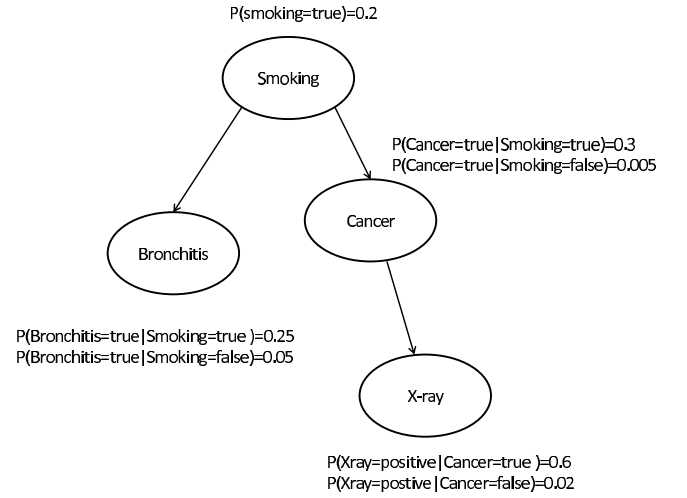 P(smoking=true)=0.2
Smoking
P(Cancer=true|Smoking=true)=0.3
P(Cancer=true|Smoking=false)=0.005
Cancer
Bronchitis
P(Bronchitis=true|Smoking=true )=0.25
P(Bronchitis=true|Smoking=false)=0.05
X-ray
P(Xray=positive|Cancer=true )=0.6
P(Xray=postive|Cancer=false)=0.02